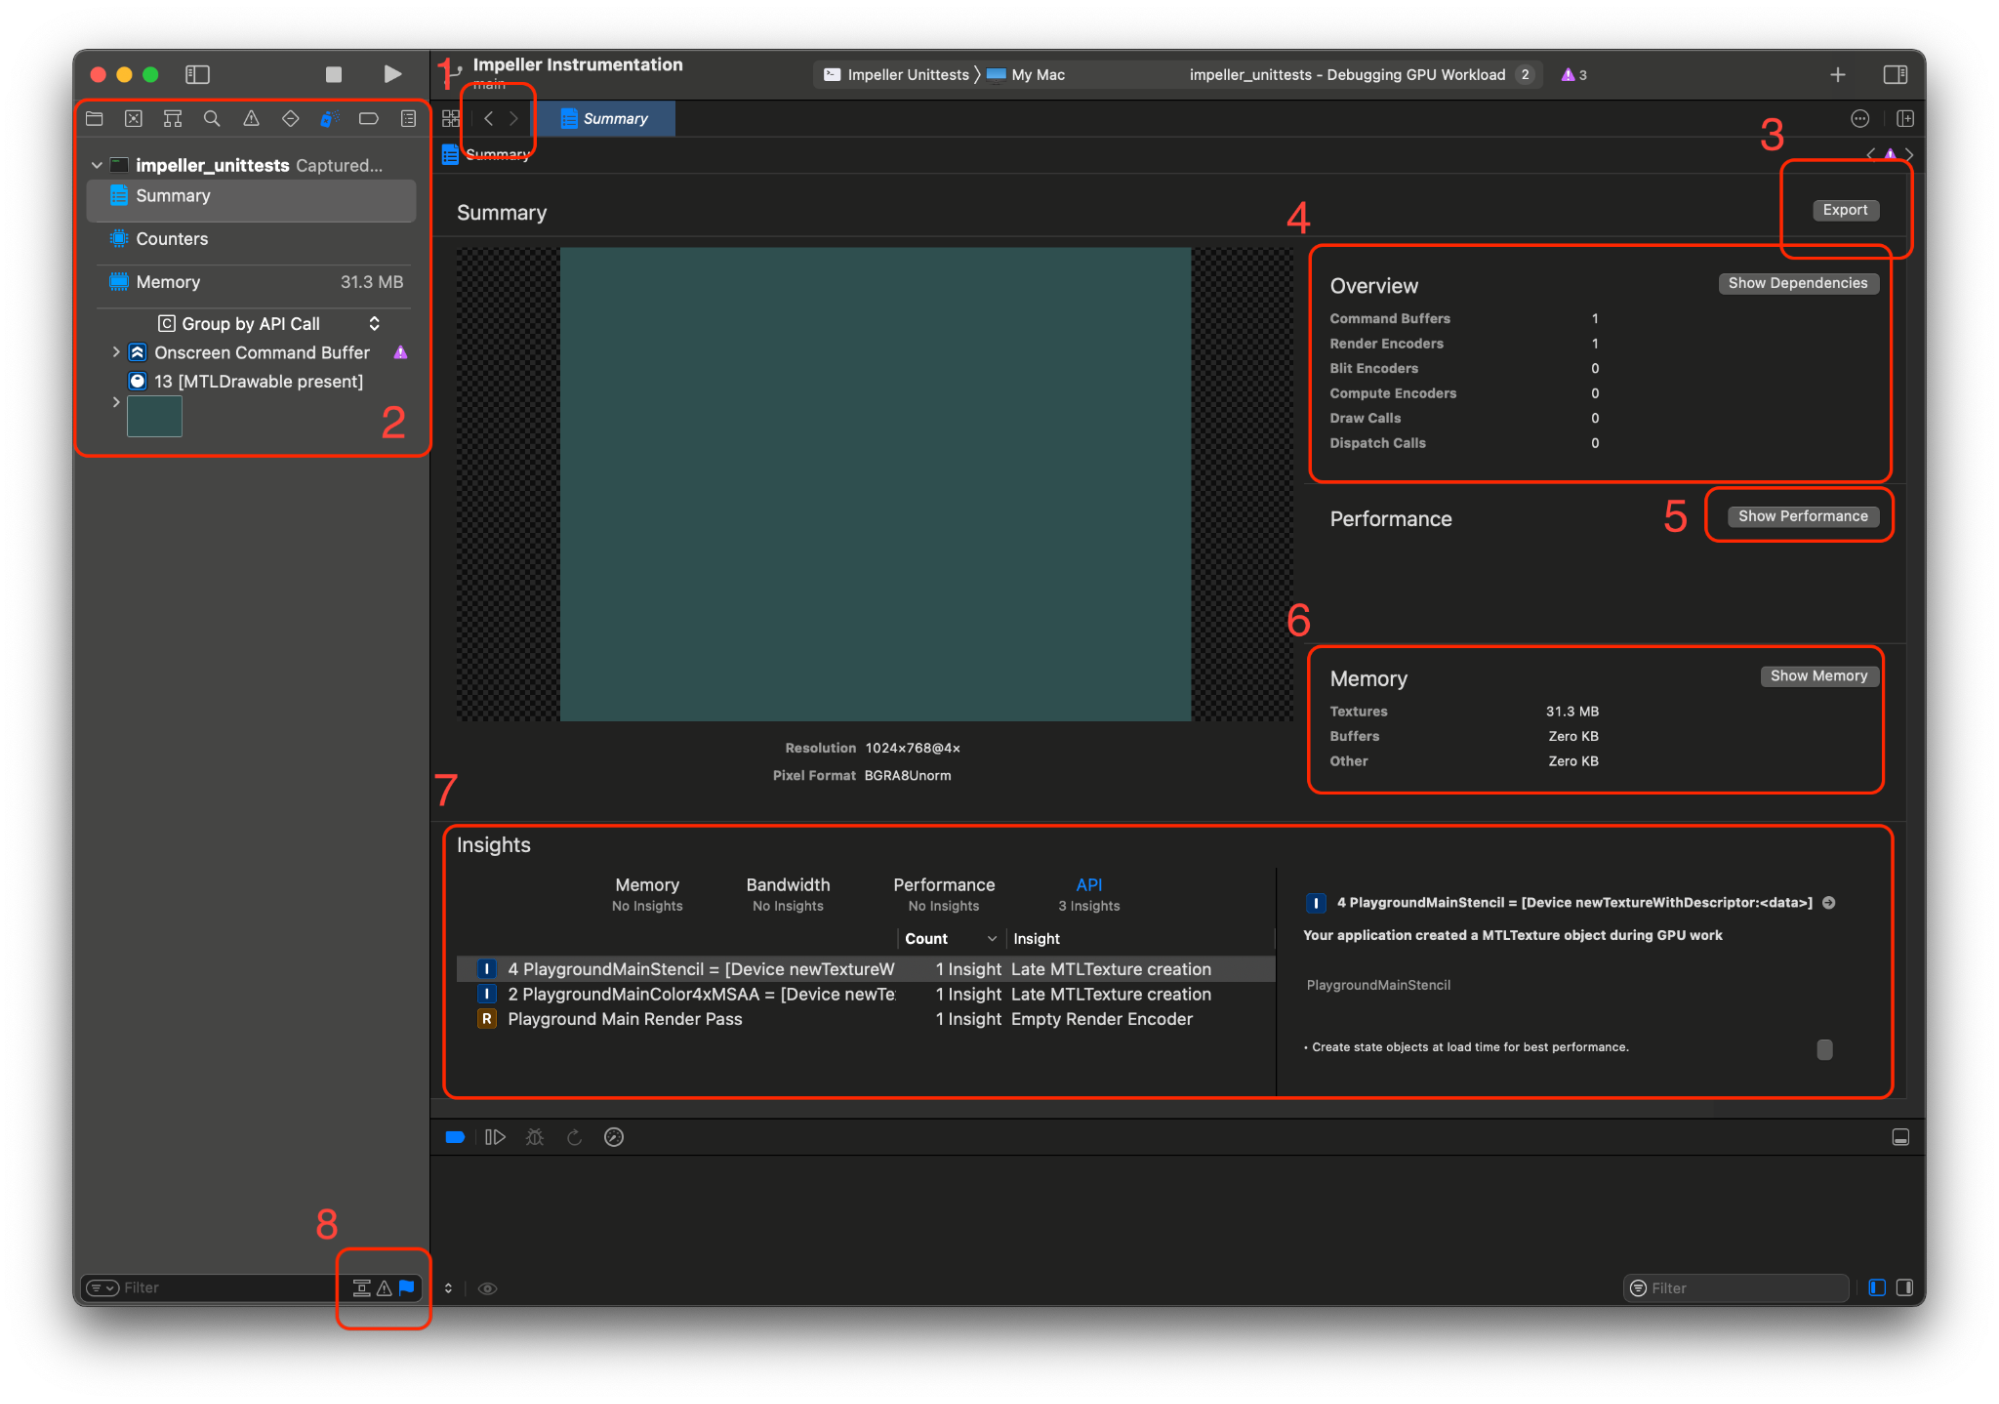 1
Impeller Instrumentation
main
Impeller Unittests
My Mac
impeller_unittests - Debugging GPU Workload 2
3
Summary
3
impeller_unittests Captured...
Summary
Counters
Memory 31.3 MB
C Group by API Call
Onscreen Command Buffer
13 [MTLDrawable present]
2
Summary
Summary
Export
4
Overview
Show Dependencies
Command Buffers 1
Render Encoders 1
Blit Encoders 0
Compute Encoders 0
Draw Calls 0
Dispatch Calls 0
5
Performance
Show Performance
6
Memory
Show Memory
Textures 31.3 MB
Buffers Zero KB
Other Zero KB
Resolution 1024×768@4×
Pixel Format BGRA8Unorm
7
Insights
Memory Bandwidth Performance API
No Insights No Insights No Insights 3 Insights
Count Insight
I 4 PlaygroundMainStencil = [Device newTextureW 1 Insight Late MTLTexture creation
I 2 PlaygroundMainColor4xMSAA = [Device newTe 1 Insight Late MTLTexture creation
R Playground Main Render Pass 1 Insight Empty Render Encoder
I 4 PlaygroundMainStencil = [Device newTextureWithDescriptor:<data>]
Your application created a MTLTexture object during GPU work
PlaygroundMainStencil
• Create state objects at load time for best performance.
8
Filter
Filter